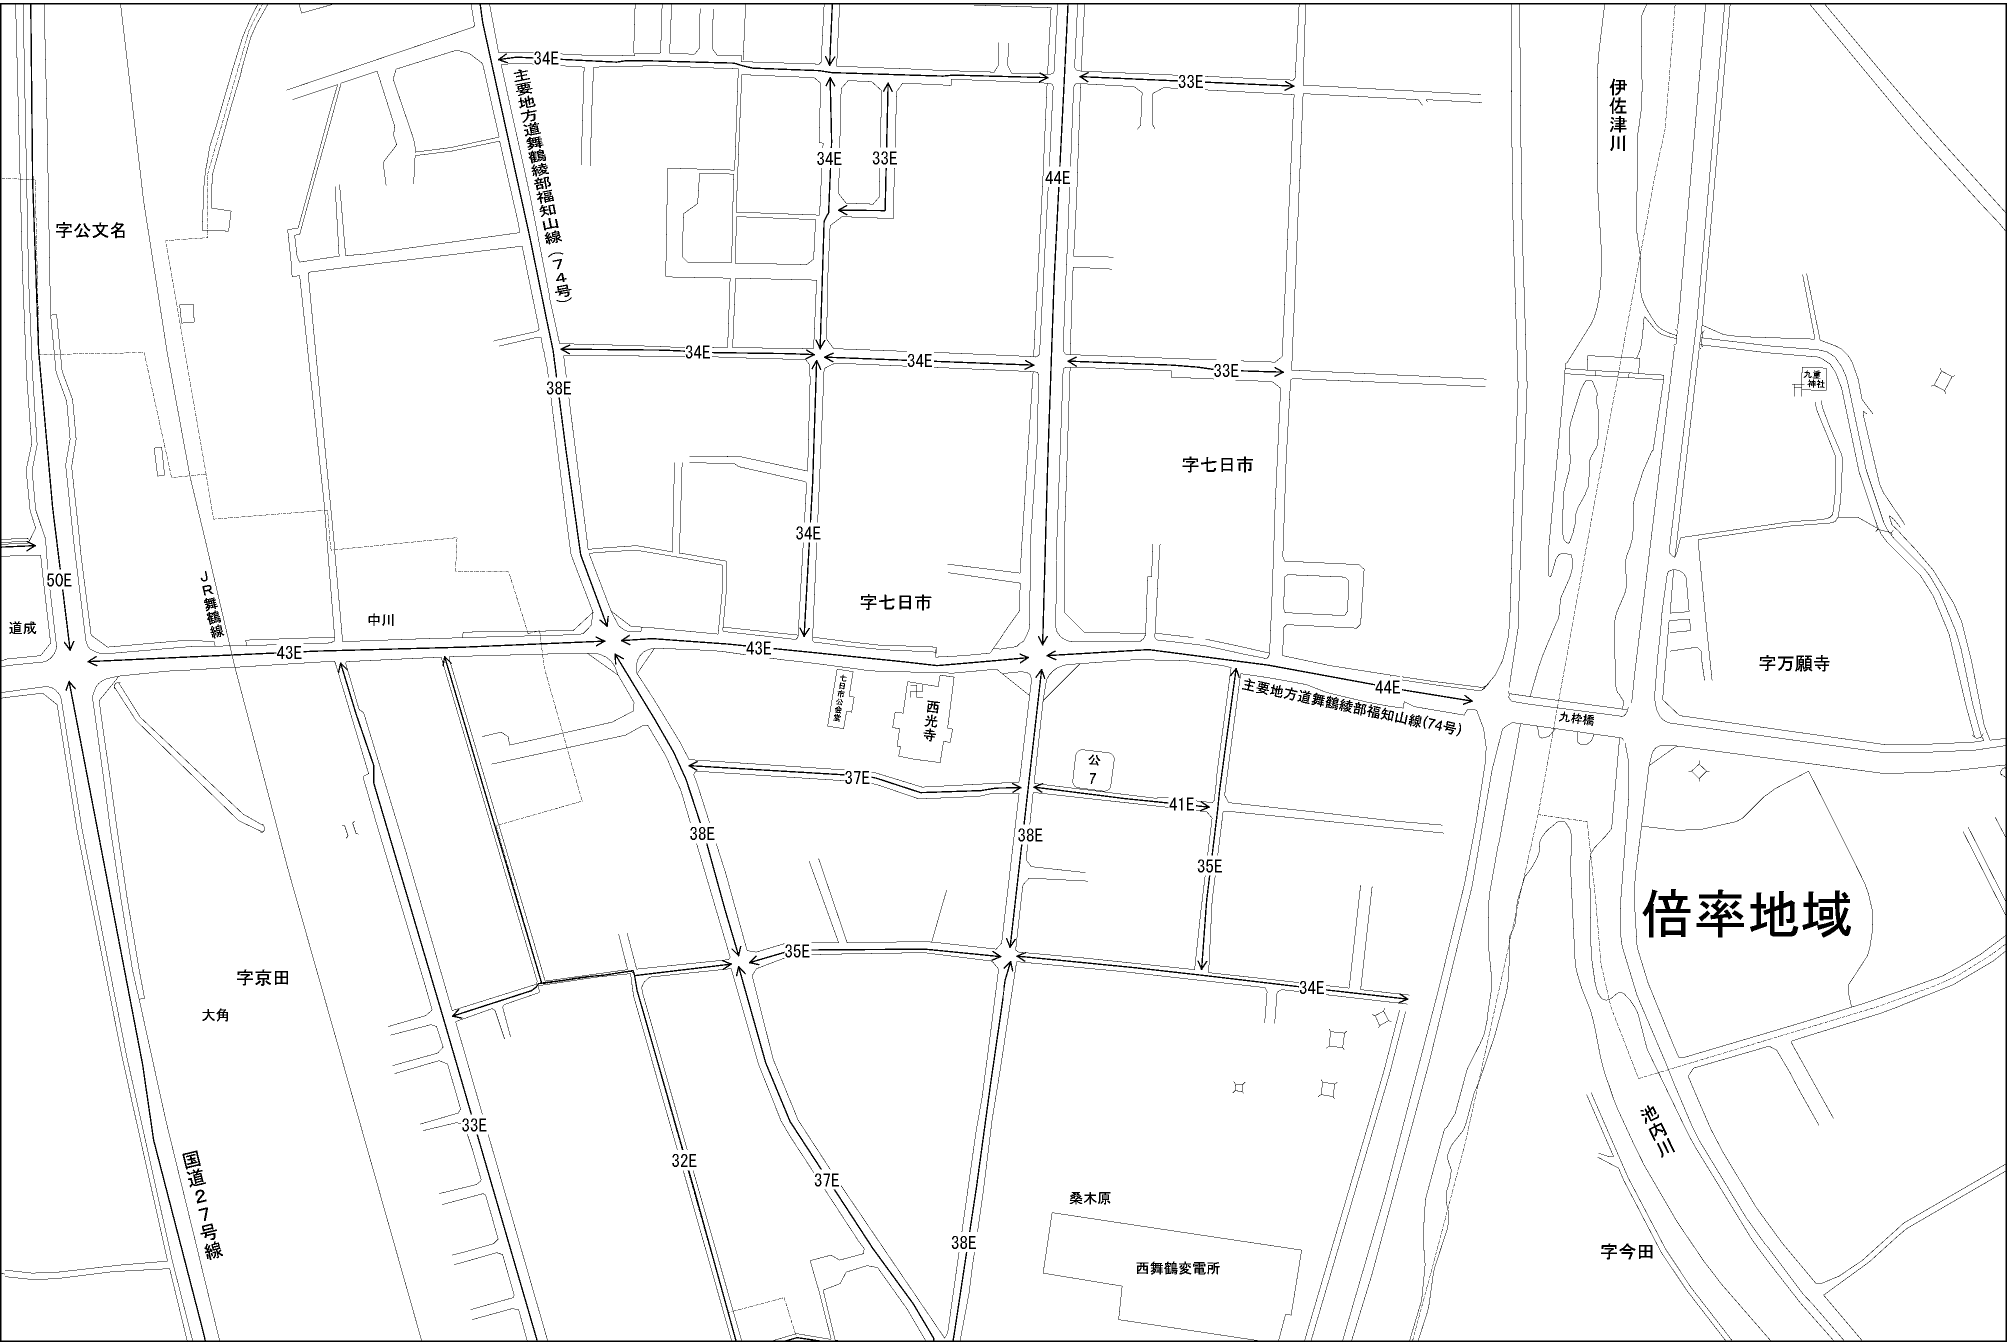 34E
33E
主要地方道舞鶴綾部福知山線(74号)
伊佐津川
34E
33E
44E
字公文名
34E
34E
33E
38E
九重
神社
字七日市
34E
50E
JR舞鶴線
字七日市
道成
中川
43E
43E
字万願寺
44E
主要地方道舞鶴綾部福知山線(74号)
七日市公会堂
西光寺
九枠橋
公
7
37E
41E
38E
38E
35E
倍率地域
35E
字京田
34E
大角
33E
池内川
32E
37E
国道27号線
桑木原
38E
字今田
西舞鶴変電所